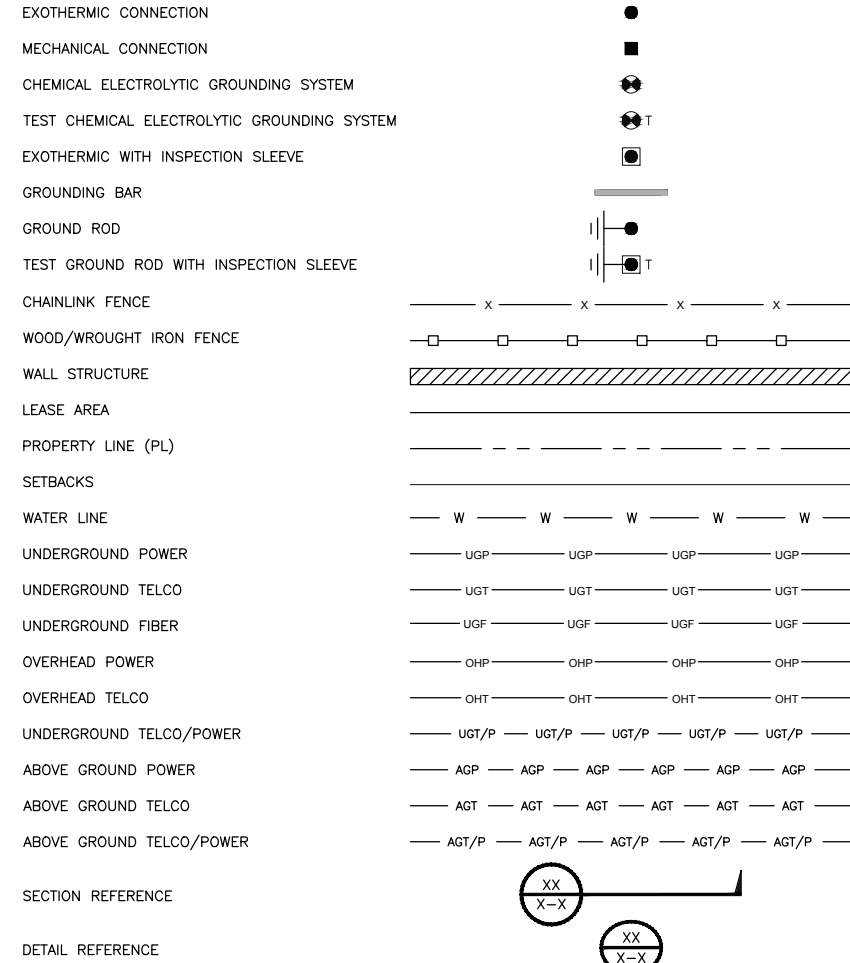 EXOTHERMIC CONNECTION
MECHANICAL CONNECTION
CHEMICAL ELECTROLYTIC GROUNDING SYSTEM
TEST CHEMICAL ELECTROLYTIC GROUNDING SYSTEM T
EXOTHERMIC WITH INSPECTION SLEEVE
GROUNDING BAR
GROUND ROD
TEST GROUND ROD WITH INSPECTION SLEEVE T
CHAINLINK FENCE X X X X
WOOD/WROUGHT IRON FENCE
WALL STRUCTURE
LEASE AREA
PROPERTY LINE (PL)
SETBACKS
WATER LINE W W W W W
UNDERGROUND POWER UGP UGP UGP UGP
UNDERGROUND TELCO UGT UGT UGT UGT
UNDERGROUND FIBER UGF UGF UGF UGF
OVERHEAD POWER OHP OHP OHP OHP
OVERHEAD TELCO OHT OHT OHT OHT
UNDERGROUND TELCO/POWER UGT/P UGT/P UGT/P UGT/P UGT/P
ABOVE GROUND POWER AGP AGP AGP AGP AGP AGP
ABOVE GROUND TELCO AGT AGT AGT AGT AGT AGT
ABOVE GROUND TELCO/POWER AGT/P AGT/P AGT/P AGT/P AGT/P
XX
SECTION REFERENCE
X-X
XX
DETAIL REFERENCE
X-X